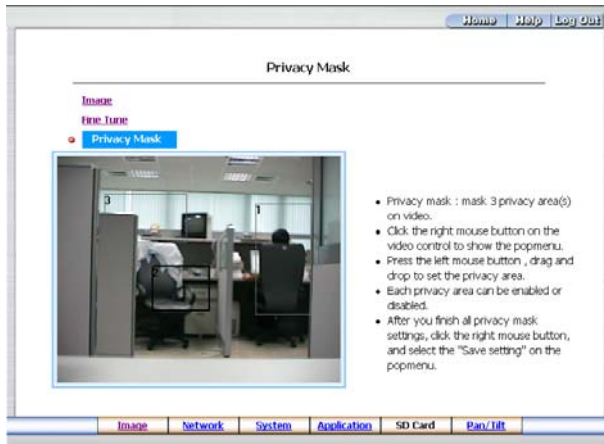 Home Help Log Out
Privacy Mask
Image
Fine Tune
Privacy Mask
3
1
2
Privacy mask : mask 3 privacy area(s)
on video.
Click the right mouse button on the
video control to show the popmenu.
Press the left mouse button , drag and
drop to set the privacy area.
Each privacy area can be enabled or
disabled.
After you finish all privacy mask
settings, click the right mouse button,
and select the "Save setting" on the
popmenu.
Image Network System Application SD Card Pan/Tilt